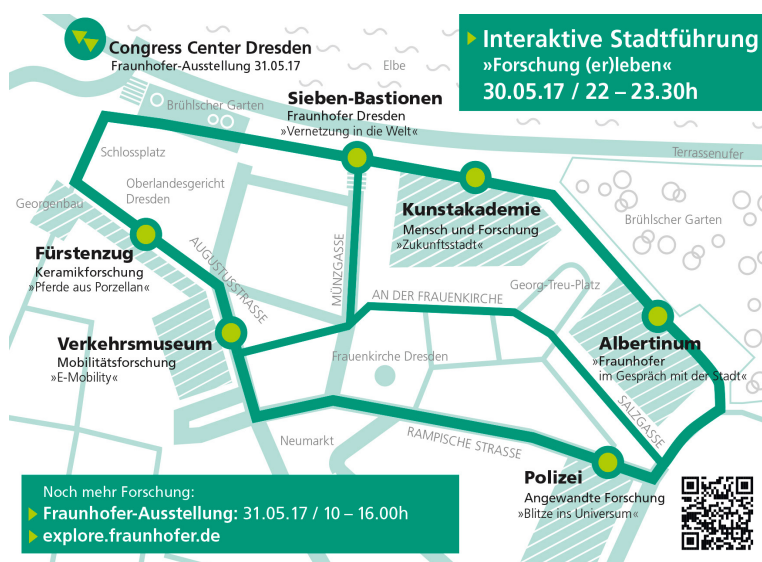 Congress Center Dresden
Fraunhofer-Ausstellung 31.05.17
Interaktive Stadtführung
»Forschung (er)leben«
30.05.17 / 22 – 23.30h
Elbe
Brühlscher Garten
Sieben-Bastionen
Fraunhofer Dresden
»Vernetzung in die Welt«
Schlossplatz
Terrassenufer
Oberlandesgericht
Dresden
Georgenbau
Kunstakademie
Mensch und Forschung
»Zukunftsstadt«
Brühlscher Garten
Fürstenzug
Keramikforschung
»Pferde aus Porzellan«
AUGUSTUSSTRASSE
MÜNZGASSE
AN DER FRAUENKIRCHE
Georg-Treu-Platz
Verkehrsmuseum
Mobilitätsforschung
»E-Mobility«
Frauenkirche Dresden
Albertinum
»Fraunhofer
im Gespräch mit der Stadt«
SALZGASSE
Neumarkt
RAMPISCHE STRASSE
Polizei
Angewandte Forschung
»Blitze ins Universum«
Noch mehr Forschung:
Fraunhofer-Ausstellung: 31.05.17 / 10 – 16.00h
explore.fraunhofer.de